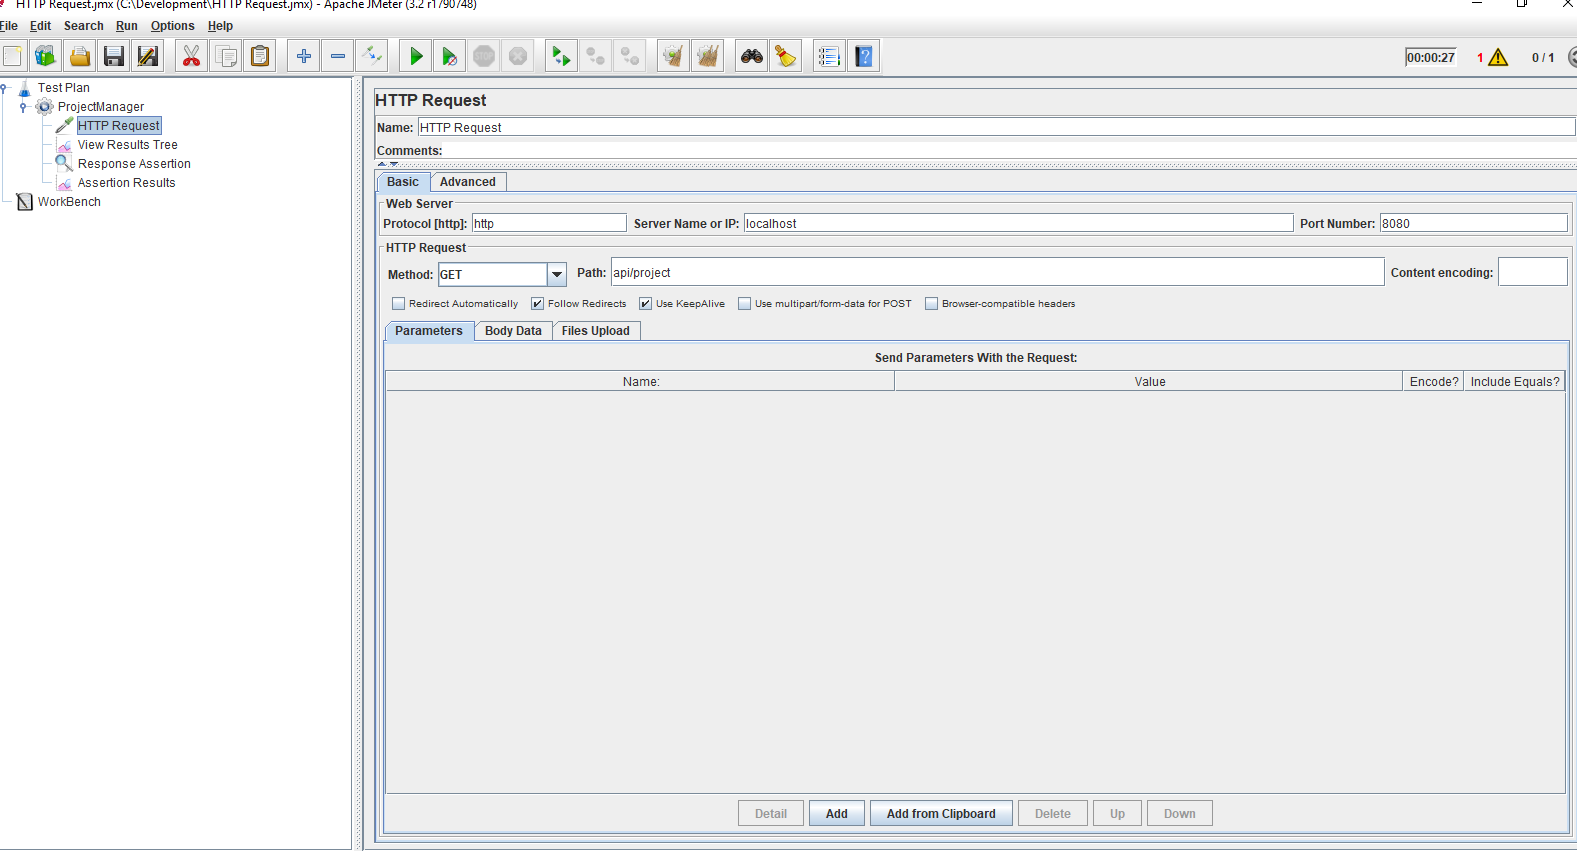 HTTP Request.jmx (C:\Development\HTTP Request.jmx) - Apache JMeter (3.2 r1790748)
File Edit Search Run Options Help
00:00:27 1 0 / 1
Test Plan
ProjectManager
HTTP Request
View Results Tree
Response Assertion
Assertion Results
WorkBench
HTTP Request
Name: HTTP Request
Comments:
Basic Advanced
Web Server
Protocol [http]: http Server Name or IP: localhost Port Number: 8080
HTTP Request
Method: GET Path: api/project Content encoding:
Redirect Automatically Follow Redirects Use KeepAlive Use multipart/form-data for POST Browser-compatible headers
Parameters Body Data Files Upload
Send Parameters With the Request:
Name: Value Encode? Include Equals?
Detail Add Add from Clipboard Delete Up Down